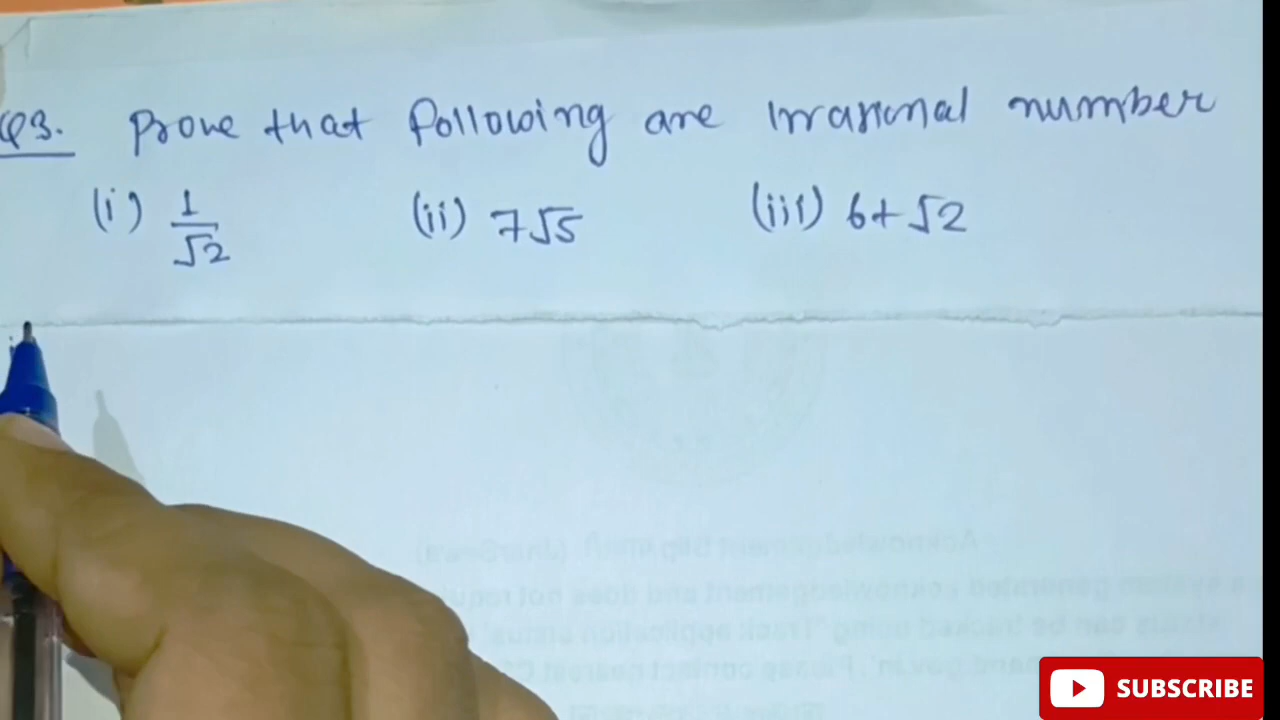 Q3. Prove that following are Irrational number
(i) 1/√2 (ii) 7√5 (iii) 6+√2
SUBSCRIBE